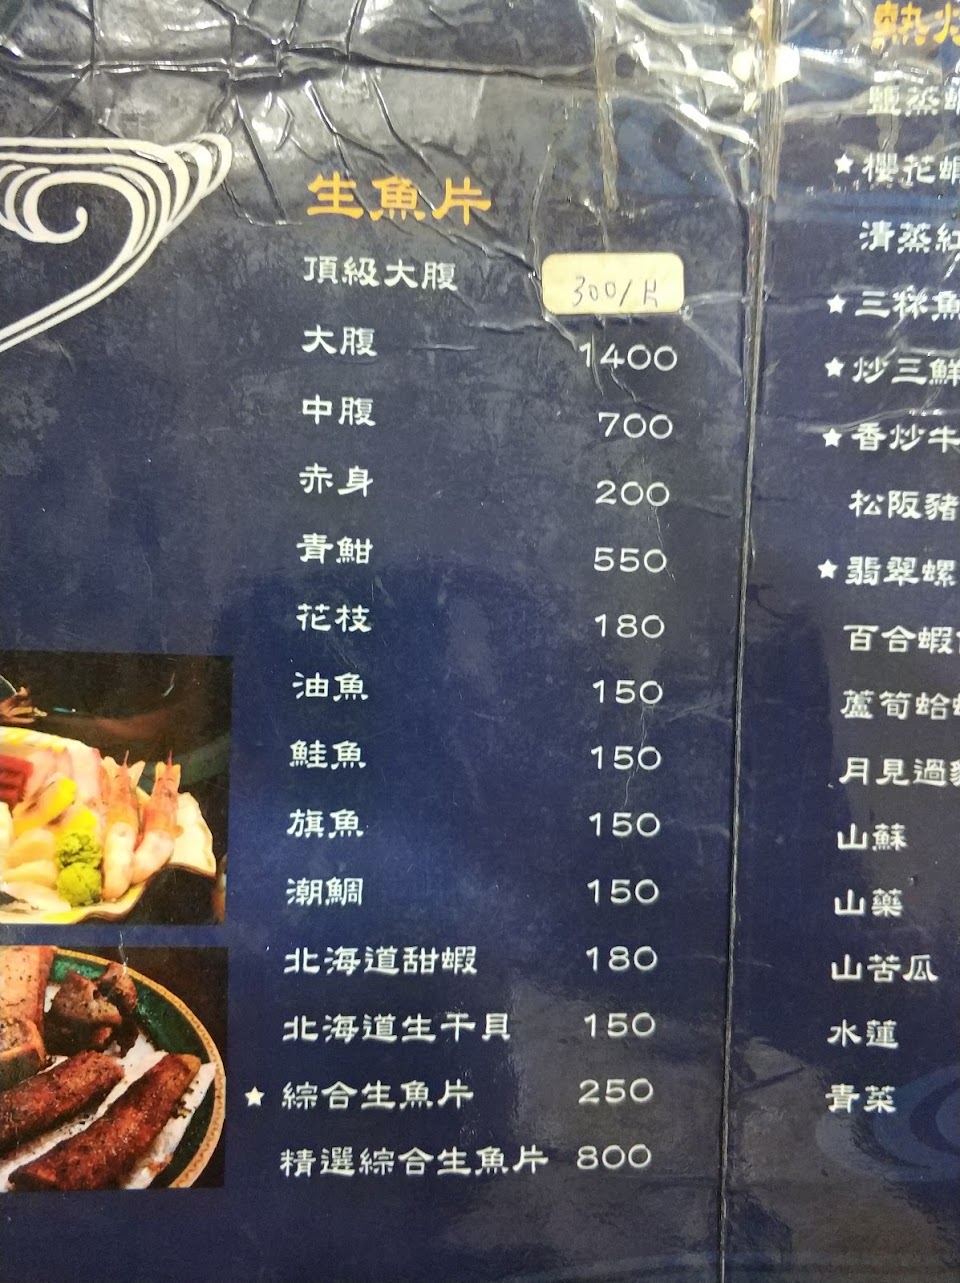 生魚片
頂級大腹 300/片
大腹 1400
中腹 700
赤身 200
青魽 550
花枝 180
油魚 150
鮭魚 150
旗魚 150
潮鯛 150
北海道甜蝦 180
北海道生干貝 150
★ 綜合生魚片 250
精選綜合生魚片 800
熱炒
鹽蒸蝦
★ 櫻花蝦
清蒸紅
★ 三杯魚
★ 炒三鮮
★ 香炒牛
松阪豬
★ 翡翠螺
百合蝦
蘆筍蛤
月見過
山蘇
山藥
山苦瓜
水蓮
青菜